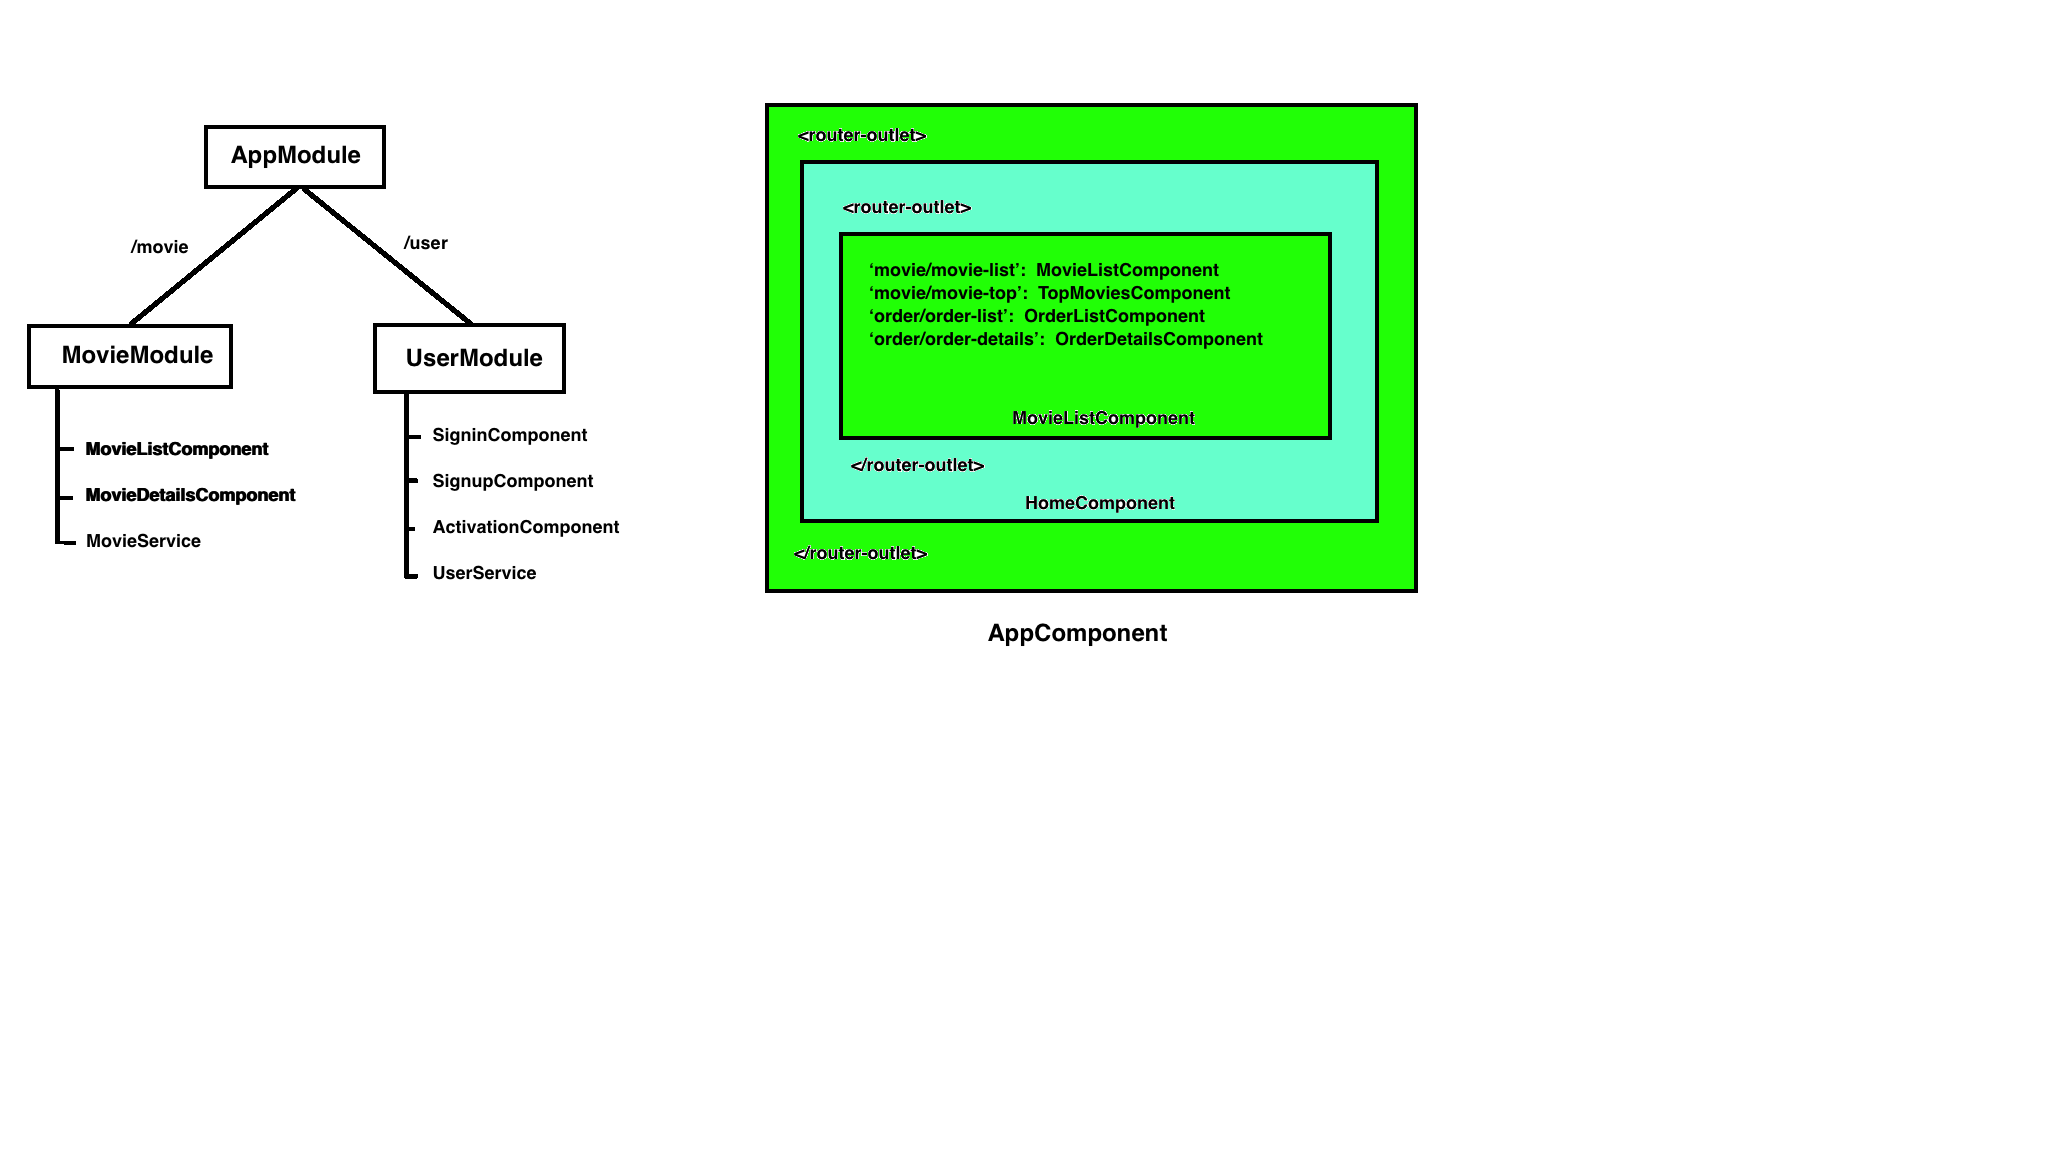 AppModule
/movie
/user
MovieModule
UserModule
MovieListComponent
MovieDetailsComponent
MovieService
SigninComponent
SignupComponent
ActivationComponent
UserService
<router-outlet>
<router-outlet>
‘movie/movie-list’: MovieListComponent
‘movie/movie-top’: TopMoviesComponent
‘order/order-list’: OrderListComponent
‘order/order-details’: OrderDetailsComponent
MovieListComponent
</router-outlet>
HomeComponent
</router-outlet>
AppComponent